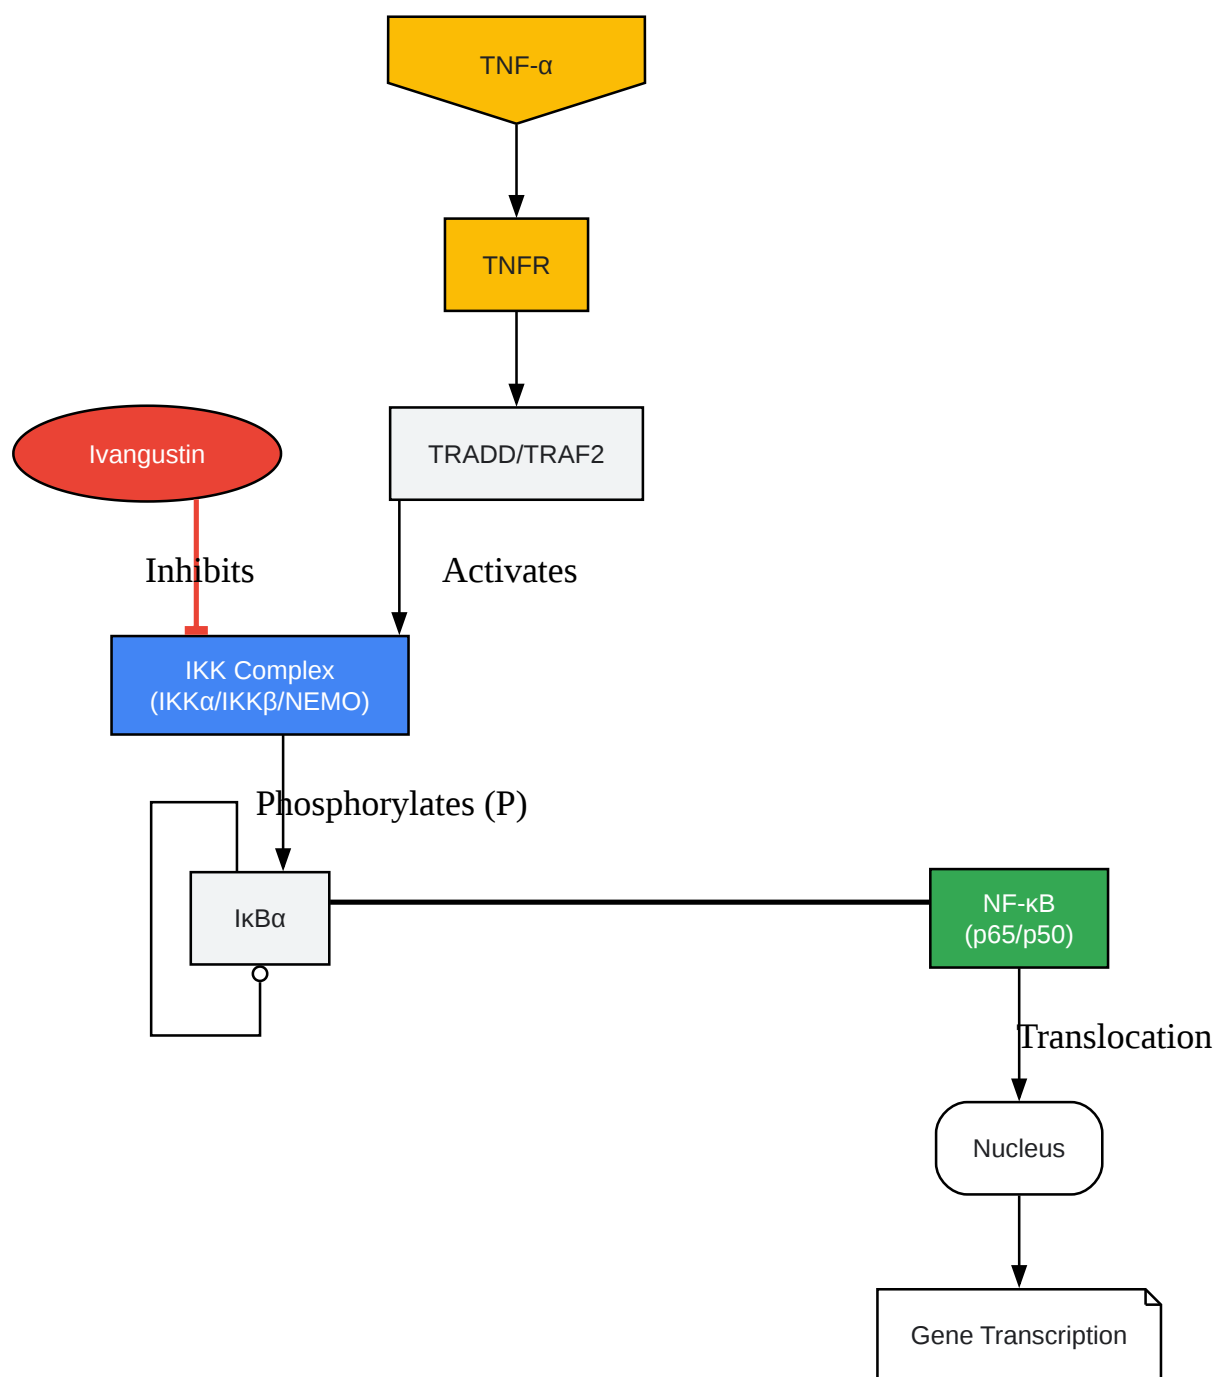 TNF-α
TNFR
TRADD/TRAF2
Ivangustin
Inhibits
Activates
IKK Complex
(IKKα/IKKβ/NEMO)
Phosphorylates (P)
IκBα
NF-κB
(p65/p50)
Translocation
Nucleus
Gene Transcription